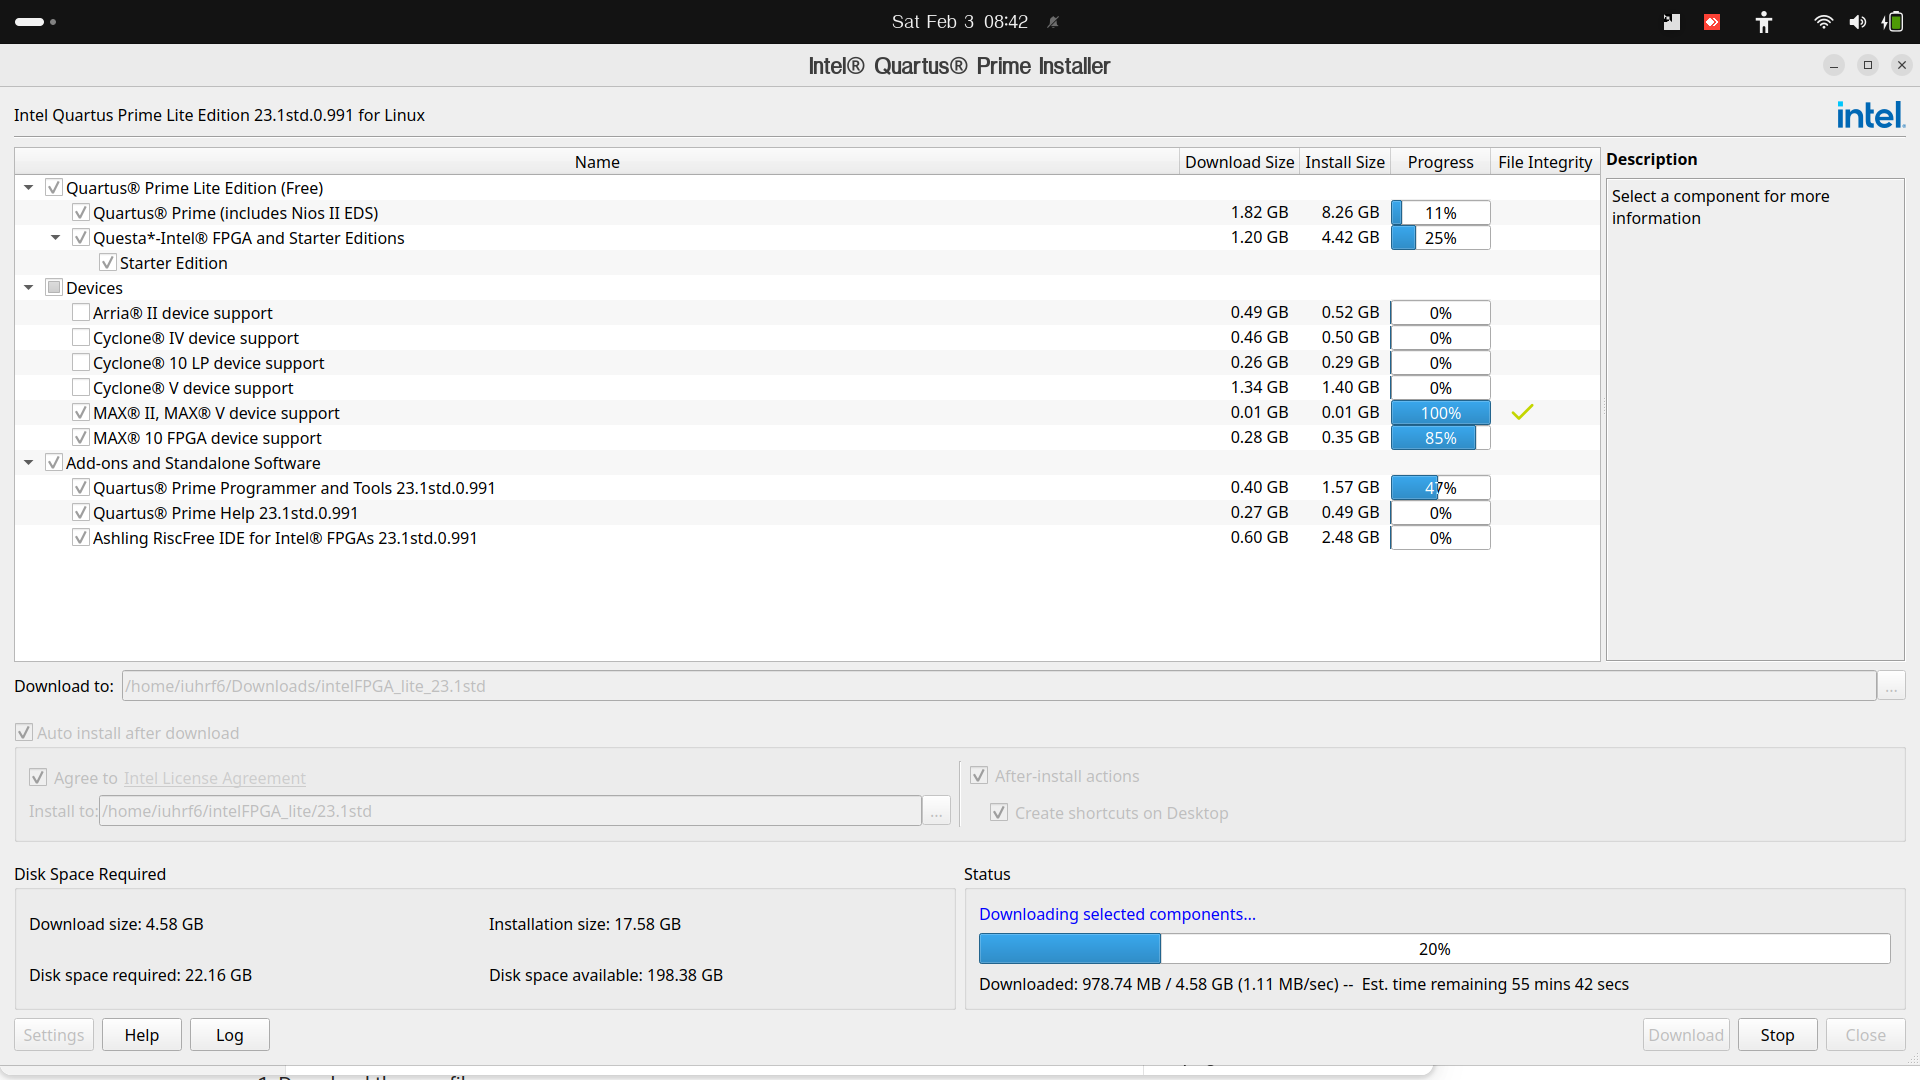 Sat Feb 3 08:42
Intel® Quartus® Prime Installer
Intel Quartus Prime Lite Edition 23.1std.0.991 for Linux
intel.
Name Download Size Install Size Progress File Integrity
Description
Select a component for more
information
Quartus® Prime Lite Edition (Free)
Quartus® Prime (includes Nios II EDS) 1.82 GB 8.26 GB 11%
Questa*-Intel® FPGA and Starter Editions 1.20 GB 4.42 GB 25%
Starter Edition
Devices
Arria® II device support 0.49 GB 0.52 GB 0%
Cyclone® IV device support 0.46 GB 0.50 GB 0%
Cyclone® 10 LP device support 0.26 GB 0.29 GB 0%
Cyclone® V device support 1.34 GB 1.40 GB 0%
MAX® II, MAX® V device support 0.01 GB 0.01 GB 100%
MAX® 10 FPGA device support 0.28 GB 0.35 GB 85%
Add-ons and Standalone Software
Quartus® Prime Programmer and Tools 23.1std.0.991 0.40 GB 1.57 GB 47%
Quartus® Prime Help 23.1std.0.991 0.27 GB 0.49 GB 0%
Ashling RiscFree IDE for Intel® FPGAs 23.1std.0.991 0.60 GB 2.48 GB 0%
Download to: /home/iuhrf6/Downloads/intelFPGA_lite_23.1std ...
Auto install after download
Agree to Intel License Agreement
Install to: /home/iuhrf6/intelFPGA_lite/23.1std ...
After-install actions
Create shortcuts on Desktop
Disk Space Required
Download size: 4.58 GB Installation size: 17.58 GB
Disk space required: 22.16 GB Disk space available: 198.38 GB
Status
Downloading selected components...
20%
Downloaded: 978.74 MB / 4.58 GB (1.11 MB/sec) -- Est. time remaining 55 mins 42 secs
Settings Help Log Download Stop Close